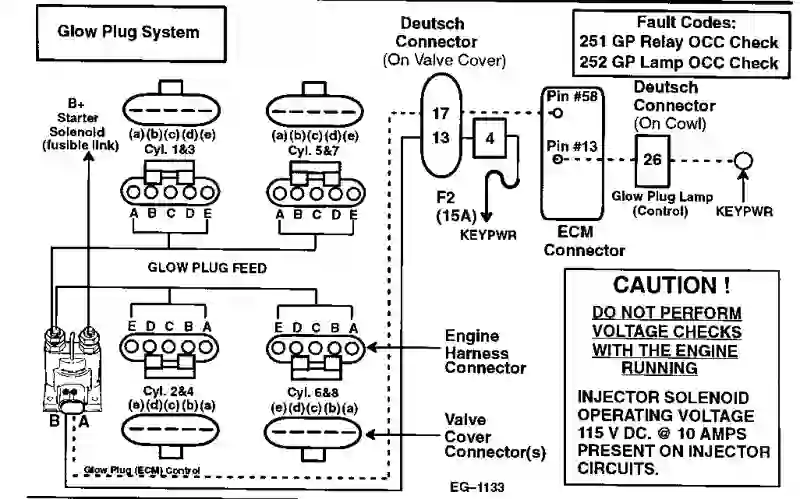 Glow Plug System
Deutsch
Connector
(On Valve Cover)
Fault Codes:
251 GP Relay OCC Check
252 GP Lamp OCC Check
B+
Starter
Solenoid
(fusible link)
(a)(b)(c)(d)(e)
Cyl. 1&3
(a)(b)(c)(d)(e)
Cyl. 5&7
A B C D E
A B C D E
17
13
4
F2
(15A)
KEYPWR
Pin #58
Pin #13
ECM
Connector
Deutsch
Connector
(On Cowl)
26
Glow Plug Lamp
(Control)
KEYPWR
GLOW PLUG FEED
E D C B A
E D C B A
Cyl. 2&4
(e)(d)(c)(b)(a)
Cyl. 6&8
(e)(d)(c)(b)(a)
Engine
Harness
Connector
Valve
Cover
Connector(s)
B A
Glow Plug (ECM) Control
EG–1133
CAUTION !
DO NOT PERFORM
VOLTAGE CHECKS
WITH THE ENGINE
RUNNING
INJECTOR SOLENOID
OPERATING VOLTAGE
115 V DC. @ 10 AMPS
PRESENT ON INJECTOR
CIRCUITS.